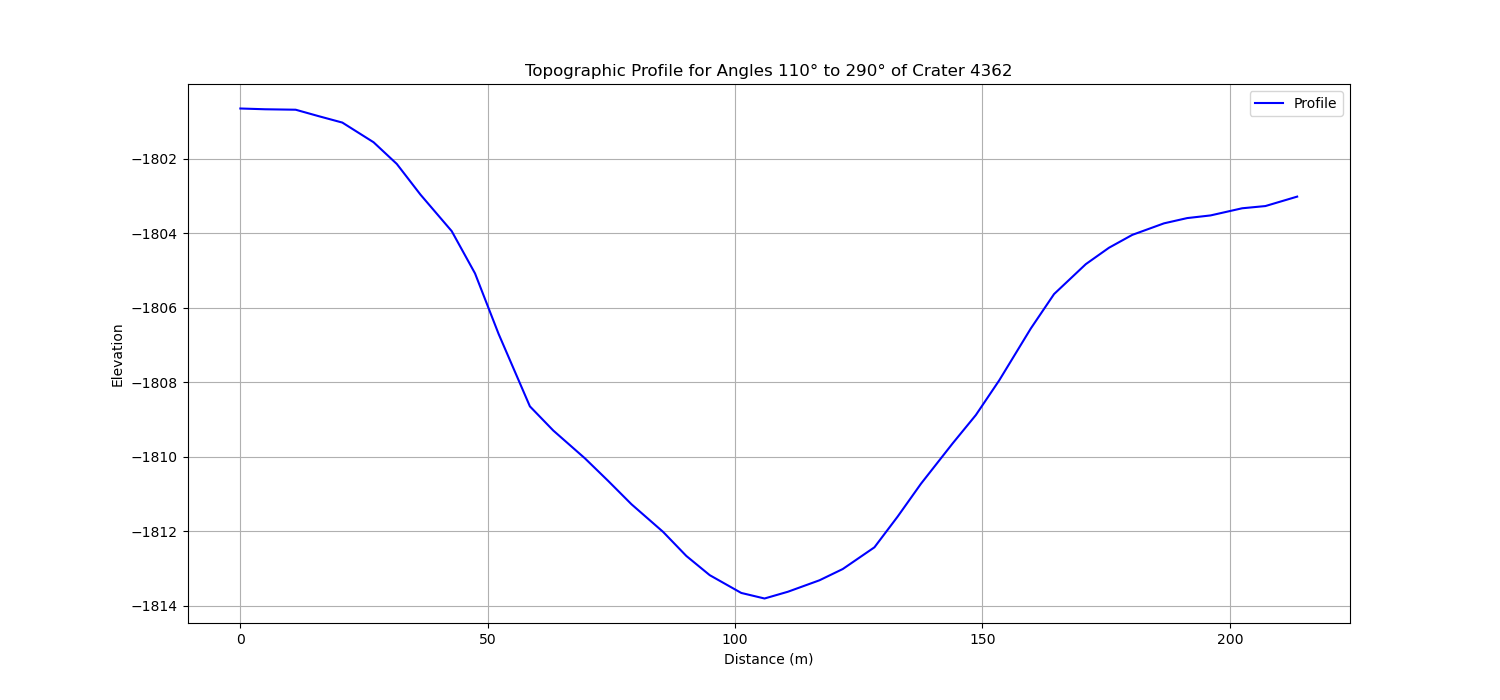 Topographic Profile for Angles 110° to 290° of Crater 4362
Profile
−1802
−1804
−1806
−1808
−1810
−1812
−1814
Elevation
0 50 100 150 200
Distance (m)